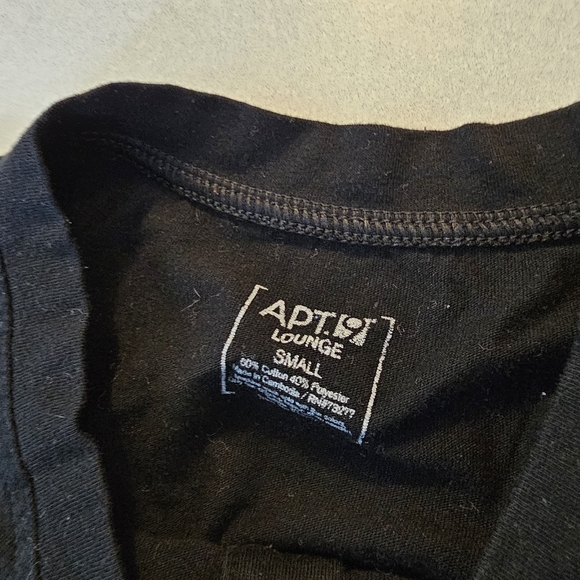 APT. 9
LOUNGE
SMALL
60% Cotton 40% Polyester
Made in Cambodia / RN#73277